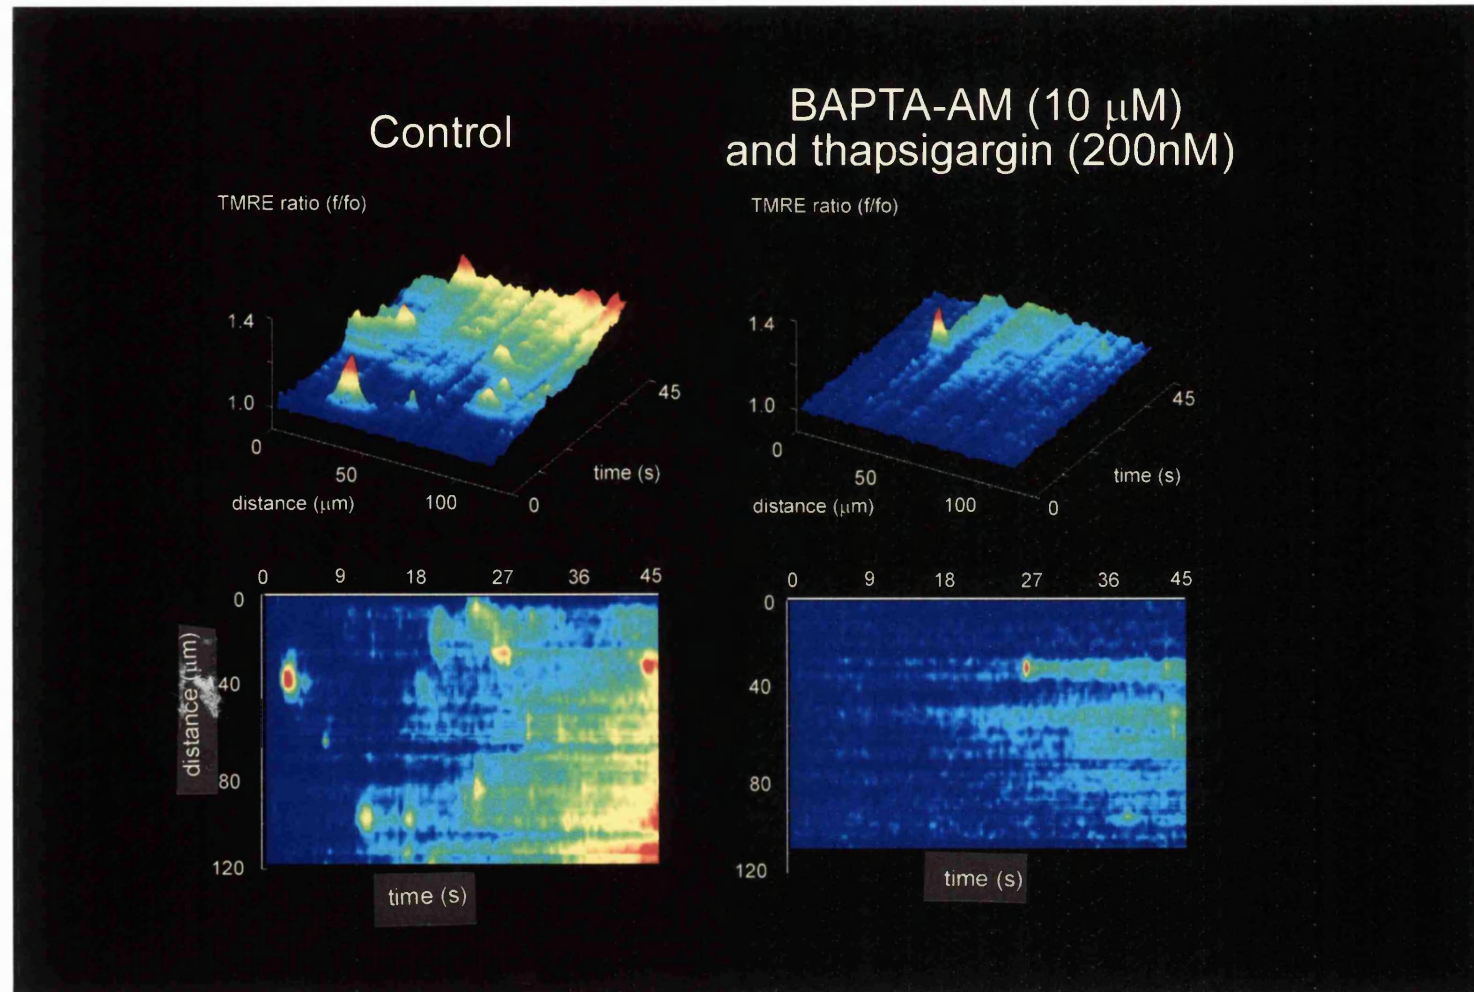 Control
BAPTA-AM (10 μM)
and thapsigargin (200nM)
TMRE ratio (f/fo)
1.4
1.0
0
50
100
distance (μm)
0
45
time (s)
TMRE ratio (f/fo)
1.4
1.0
0
50
100
distance (μm)
0
45
time (s)
0 9 18 27 36 45
0
40
80
120
distance (μm)
time (s)
0 9 18 27 36 45
0
40
80
120
time (s)